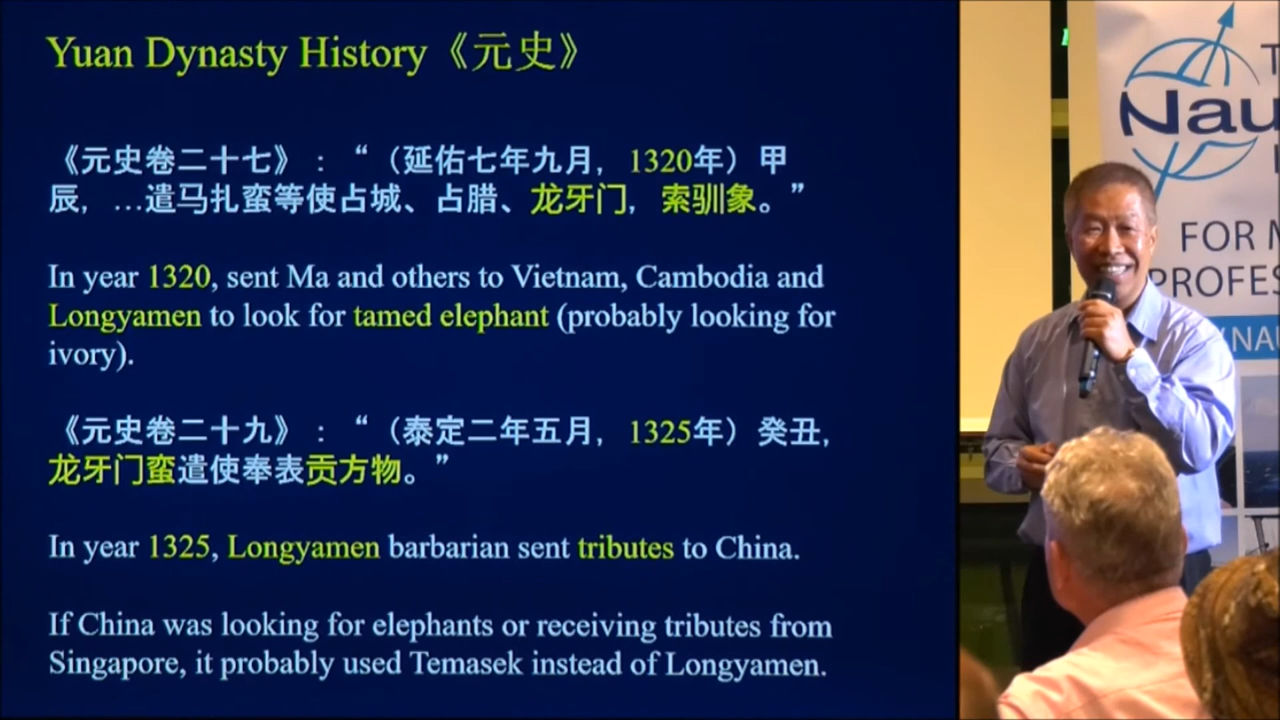 Yuan Dynasty History《元史》
《元史卷二十七》：“（延佑七年九月，1320年）甲
辰，…遣马扎蛮等使占城、占腊、龙牙门，索驯象。”
In year 1320, sent Ma and others to Vietnam, Cambodia and
Longyamen to look for tamed elephant (probably looking for
ivory).
《元史卷二十九》：“（泰定二年五月，1325年）癸丑，
龙牙门蛮遣使奉表贡方物。”
In year 1325, Longyamen barbarian sent tributes to China.
If China was looking for elephants or receiving tributes from
Singapore, it probably used Temasek instead of Longyamen.
T
Nau
FOR M
PROFES
NAU